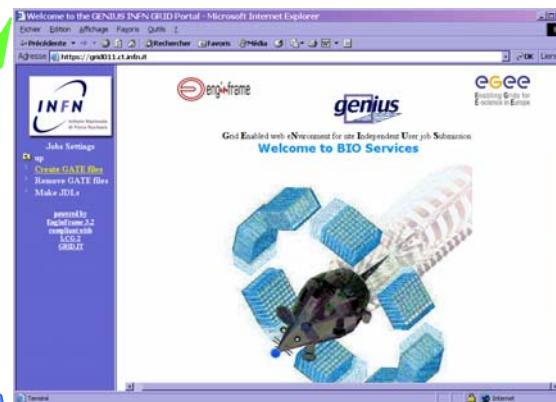 Welcome to the GENIUS INFN GRID Portal - Microsoft Internet Explorer
Fichier Edition Affichage Favoris Outils ?
Précédente Rechercher Favoris Média
Adresse https://grid011.ct.infn.it OK Liens
INFN
Istituto Nazionale
di Fisica Nucleare
Jobs Settings
up
Create GATE files
Remove GATE files
Make JDLs
powered by
EnginFrame 3.2
compliant with
LCG-2
GRID.IT
enginframe
genius
egee
Enabling Grids for
E-science in Europe
Grid Enabled web eNvironment for site Independent User job Submission
Welcome to BIO Services
Terminé Internet